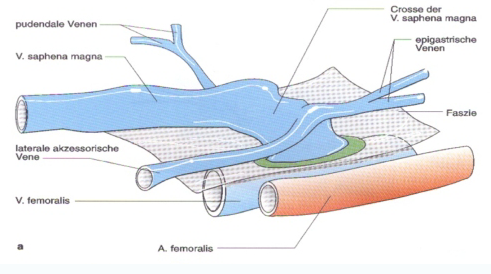 pudendale Venen
V. saphena magna
laterale akzessorische
Vene
V. femoralis
a
A. femoralis
Crosse der
V. saphena magna
epigastrische
Venen
Faszie